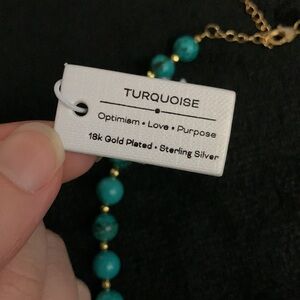 TURQUOISE
Optimism • Love • Purpose
18k Gold Plated • Sterling Silver